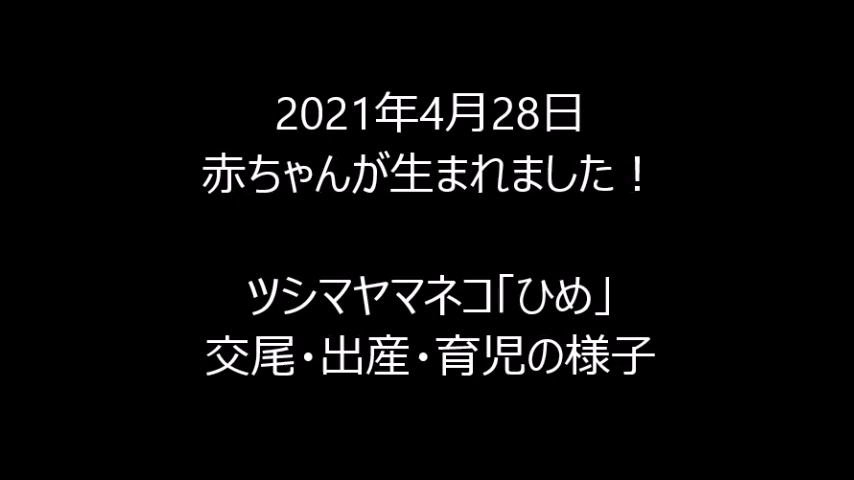 2021年4月28日
赤ちゃんが生まれました！
ツシマヤマネコ「ひめ」
交尾・出産・育児の様子